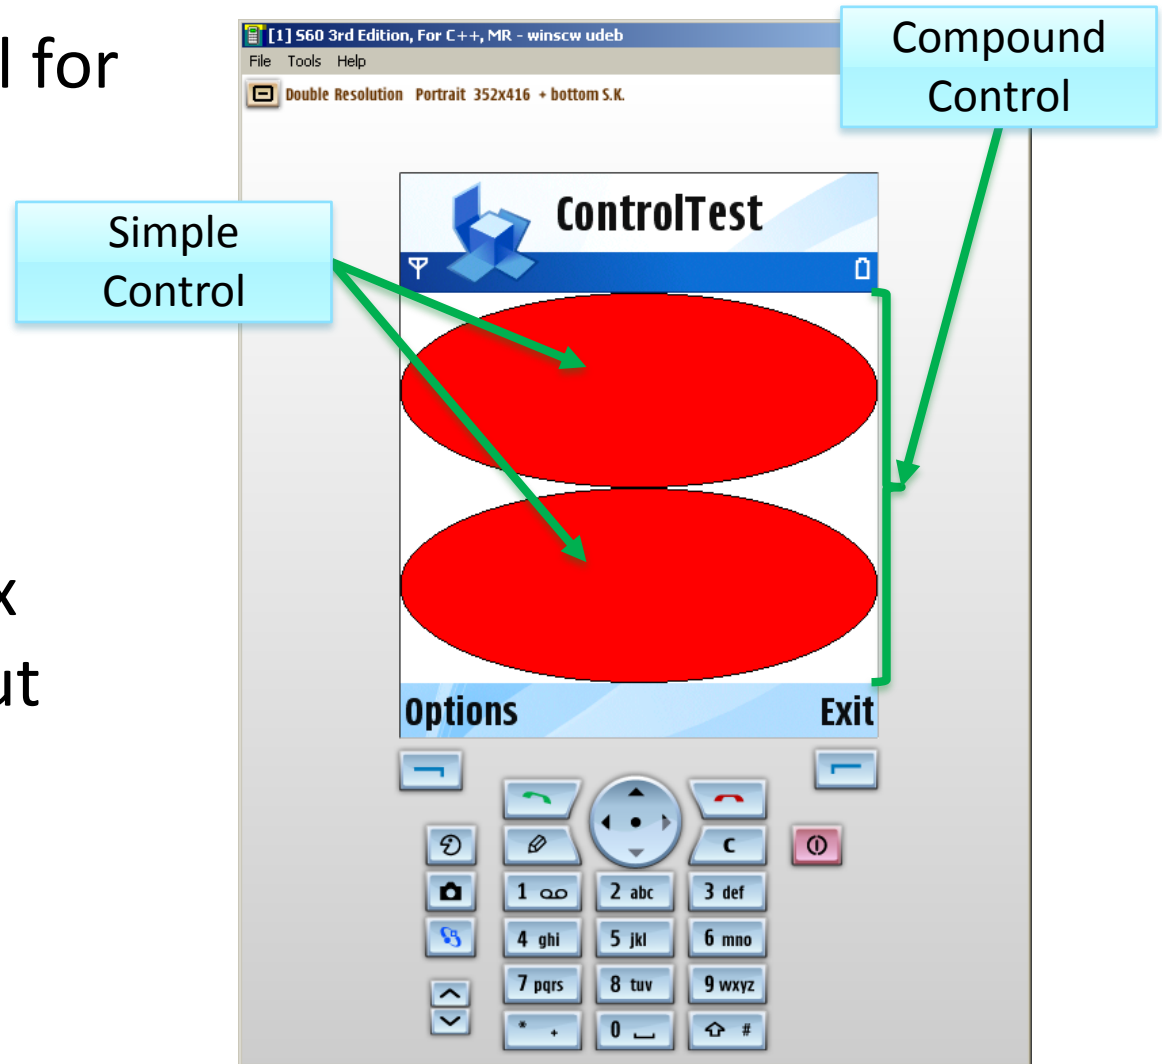 l for
x
ut
[1] S60 3rd Edition, For C++, MR - winscw udeb
File Tools Help
Double Resolution Portrait 352x416 + bottom S.K.
Compound
Control
Simple
Control
ControlTest
Options Exit
C
1
2 abc
3 def
4 ghi
5 jkl
6 mno
7 pqrs
8 tuv
9 wxyz
* +
0
#